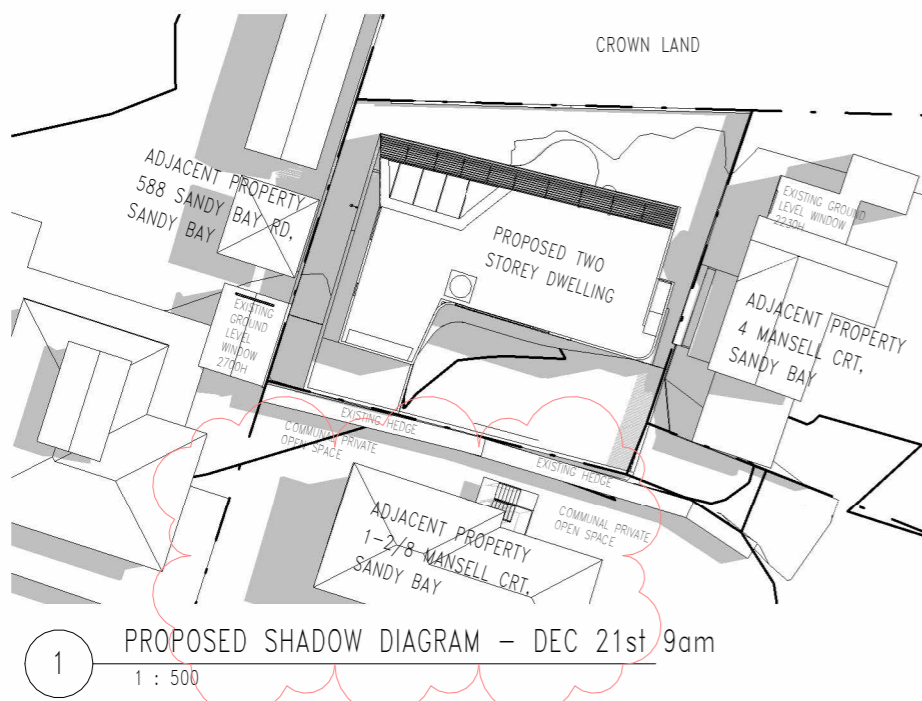 CROWN LAND
ADJACENT PROPERTY
588 SANDY BAY RD,
SANDY BAY
EXISTING GROUND
LEVEL WINDOW
2230H
PROPOSED TWO
STOREY DWELLING
EXISTING
GROUND
LEVEL
WINDOW
2700H
ADJACENT PROPERTY
4 MANSELL CRT,
SANDY BAY
EXISTING HEDGE
COMMUNAL PRIVATE
OPEN SPACE
EXISTING HEDGE
COMMUNAL PRIVATE
OPEN SPACE
ADJACENT PROPERTY
1-2/8 MANSELL CRT,
SANDY BAY
1
PROPOSED SHADOW DIAGRAM - DEC 21st 9am
1 : 500